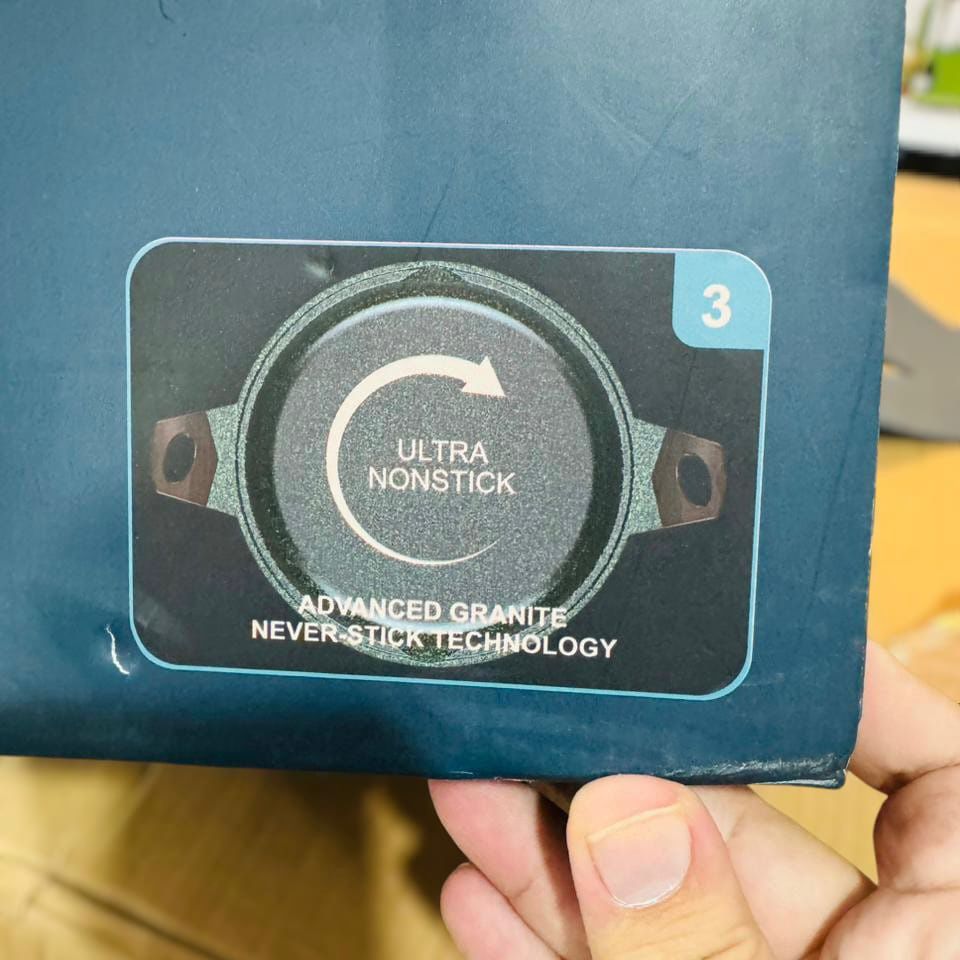 3
ULTRA
NONSTICK
ADVANCED GRANITE
NEVER-STICK TECHNOLOGY